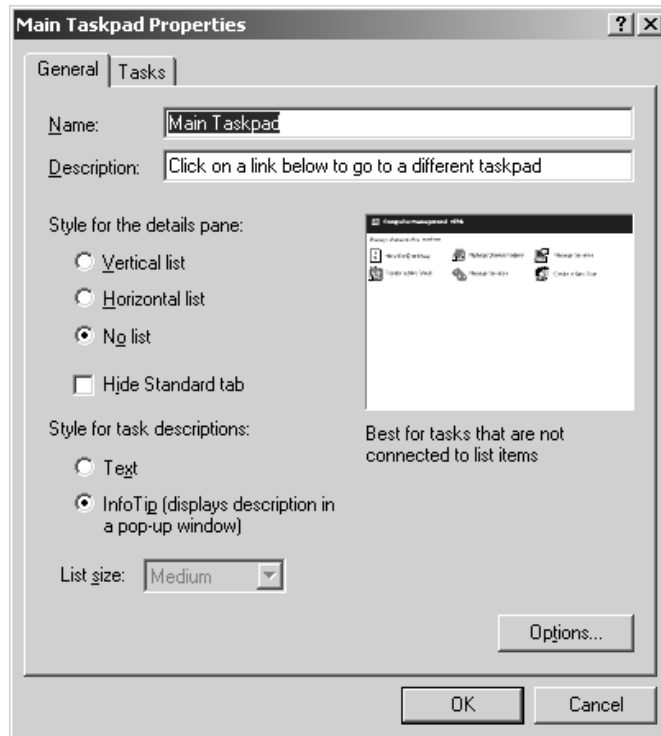 Main Taskpad Properties
General
Tasks
Name:
Main Taskpad
Description:
Click on a link below to go to a different taskpad
Style for the details pane:
Vertical list
Horizontal list
No list
Hide Standard tab
Style for task descriptions:
Text
InfoTip (displays description in
a pop-up window)
List size:
Medium
Best for tasks that are not
connected to list items
Options...
OK
Cancel